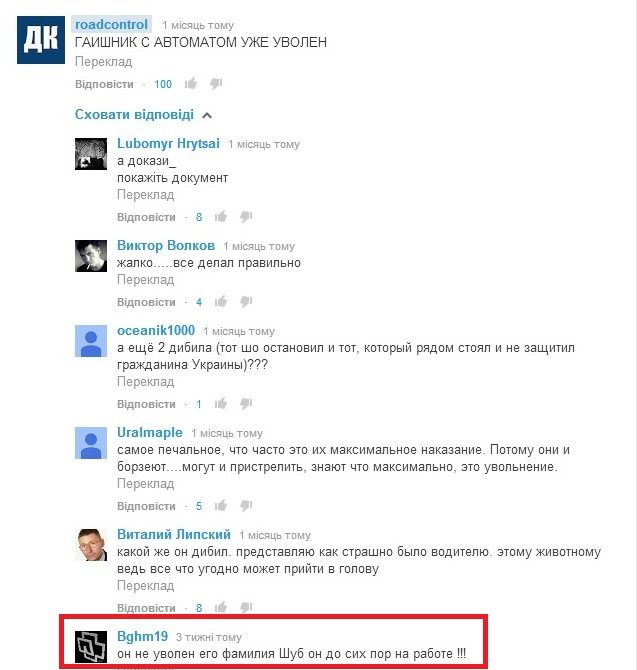 ДК
roadcontrol 1 місяць тому
ГАИШНИК С АВТОМАТОМ УЖЕ УВОЛЕН
Переклад
Відповісти · 100
Сховати відповіді
Lubomyr Hrytsai 1 місяць тому
а докази_
покажіть документ
Переклад
Відповісти · 8
Виктор Волков 1 місяць тому
жалко.....все делал правильно
Переклад
Відповісти · 4
oceanik1000 1 місяць тому
а ещё 2 дибила (тот шо остановил и тот, который рядом стоял и не защитил
гражданина Украины)???
Переклад
Відповісти · 1
Uralmaple 1 місяць тому
самое печальное, что часто это их максимальное наказание. Потому они и
борзеют....могут и пристрелить, знают что максимально, это увольнение.
Переклад
Відповісти · 5
Виталий Липский 1 місяць тому
какой же он дибил. представляю как страшно было водителю. этому животному
ведь все что угодно может прийти в голову
Переклад
Відповісти · 8
Bghm19 3 тижні тому
он не уволен его фамилия Шуб он до сих пор на работе !!!